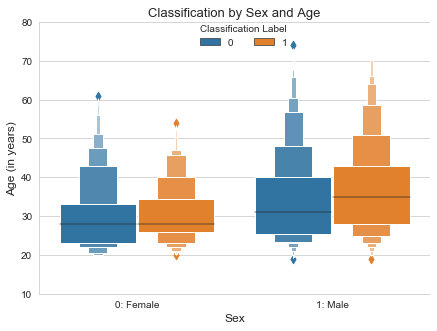 Classification by Sex and Age
Classification Label
0 1
Age (in years)
80
70
60
50
40
30
20
10
0: Female 1: Male
Sex